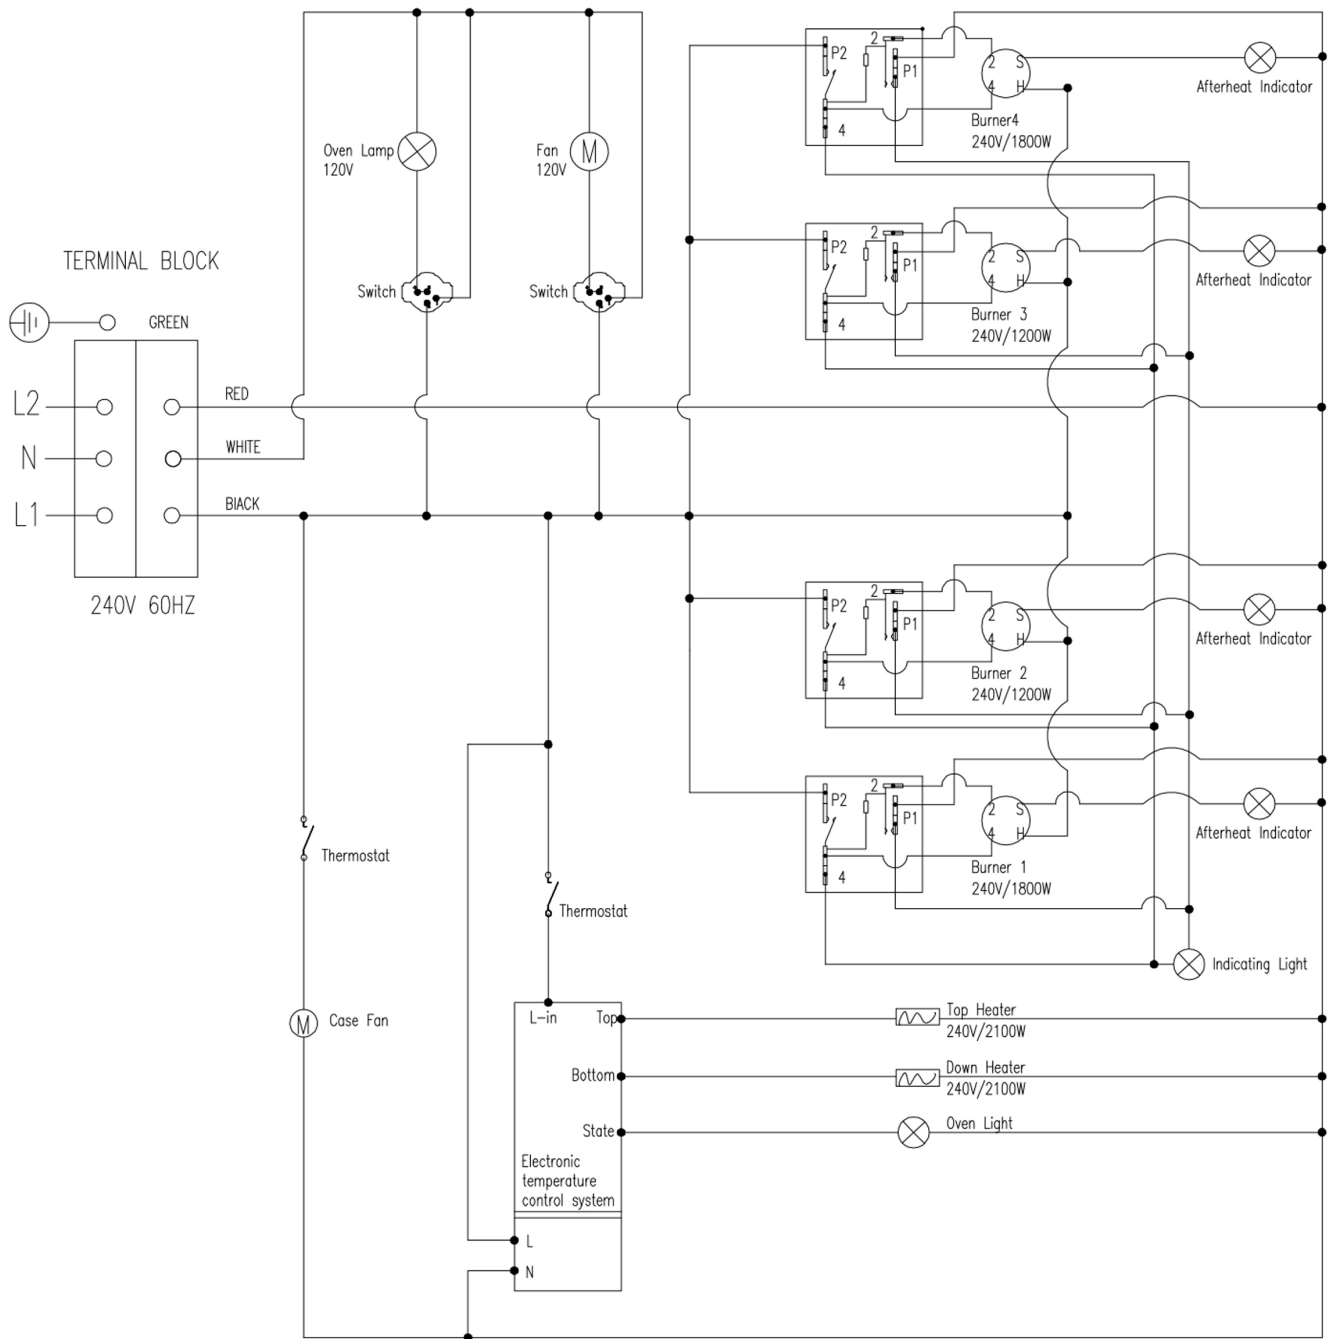 TERMINAL BLOCK
GREEN
L2
RED
N
WHITE
L1
BIACK
240V 60HZ
Oven Lamp
120V
Fan
120V
M
Switch
Switch
2
P2
P1
4
2 S
4 H
Burner4
240V/1800W
Afterheat Indicator
2
P2
P1
4
2 S
4 H
Burner 3
240V/1200W
Afterheat Indicator
2
P2
P1
4
2 S
4 H
Burner 2
240V/1200W
Afterheat Indicator
2
P2
P1
4
2 S
4 H
Burner 1
240V/1800W
Afterheat Indicator
Indicating Light
Thermostat
Thermostat
M
Case Fan
L-in
Top
Bottom
State
Electronic
temperature
control system
L
N
Top Heater
240V/2100W
Down Heater
240V/2100W
Oven Light